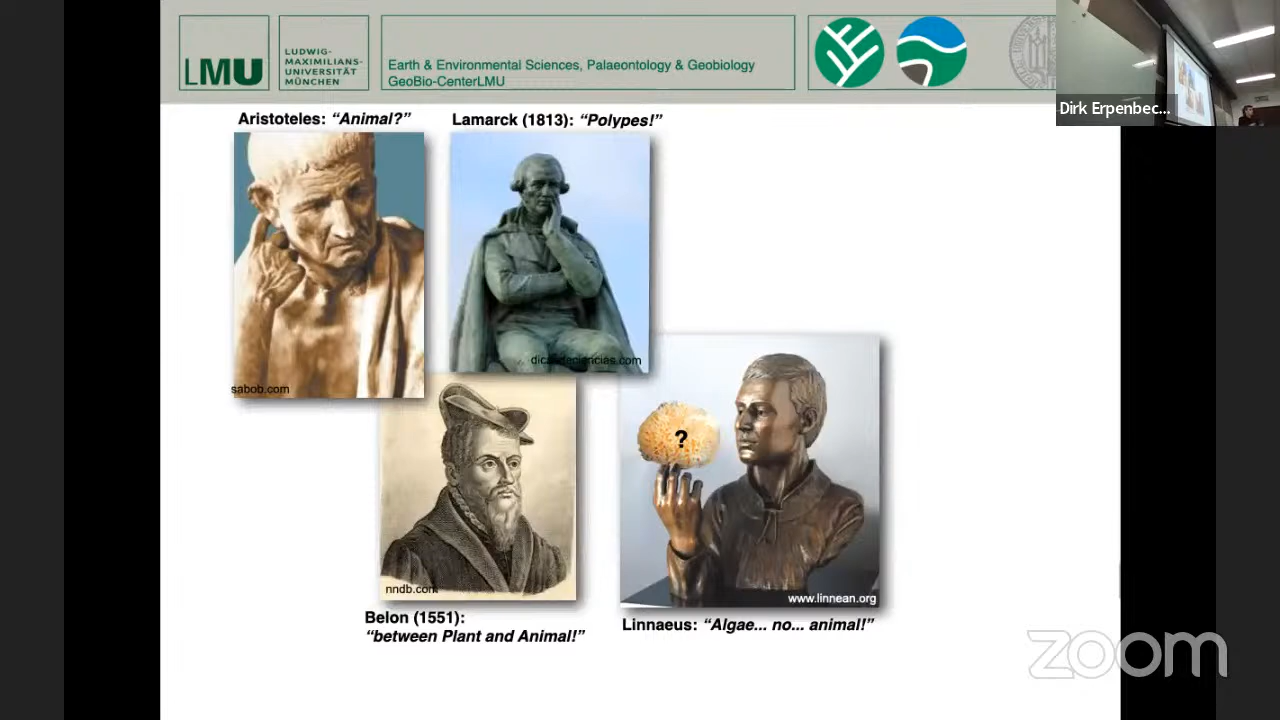 LMU
LUDWIG-
MAXIMILIANS-
UNIVERSITÄT
MÜNCHEN
Earth & Environmental Sciences, Palaeontology & Geobiology
GeoBio-CenterLMU
Dirk Erpenbec...
Aristoteles: “Animal?”
Lamarck (1813): “Polypes!”
sabob.com
?
nndb.com
www.linnean.org
Belon (1551):
“between Plant and Animal!”
Linnaeus: “Algae... no... animal!”
zoom